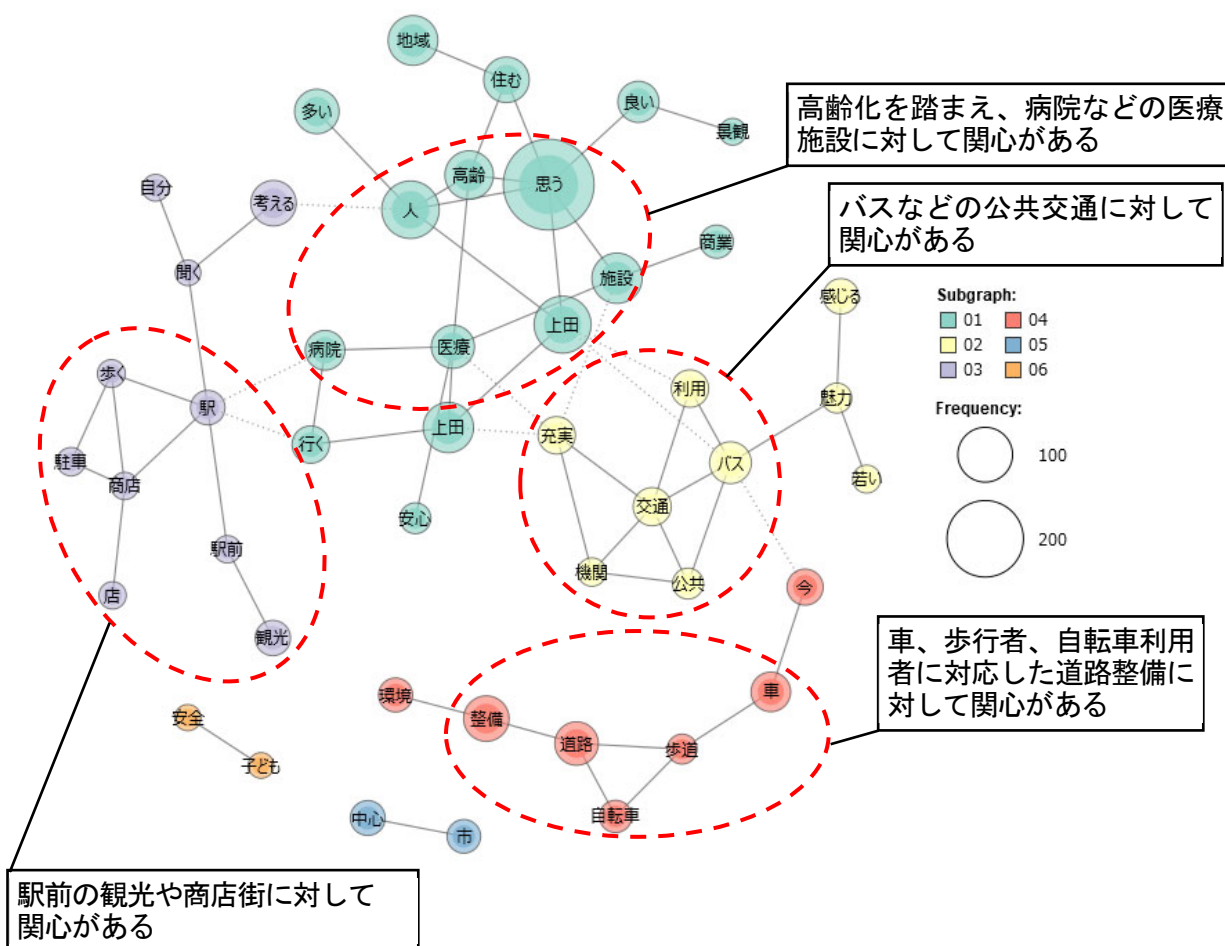 地域
住む
多い
良い
景観
高齢化を踏まえ、病院などの医療
施設に対して関心がある
自分
考える
高齢
思う
人
バスなどの公共交通に対して
関心がある
聞く
施設
商業
上田
感じる
Subgraph:
01
04
02
05
03
06
病院
医療
歩く
駅
利用
魅力
Frequency:
100
200
行く
上田
充実
バス
若い
駐車
商店
交通
安心
駅前
機関
公共
今
店
観光
車、歩行者、自転車利用
者に対応した道路整備に
対して関心がある
環境
整備
車
安全
道路
歩道
子ども
自転車
中心
市
駅前の観光や商店街に対して
関心がある